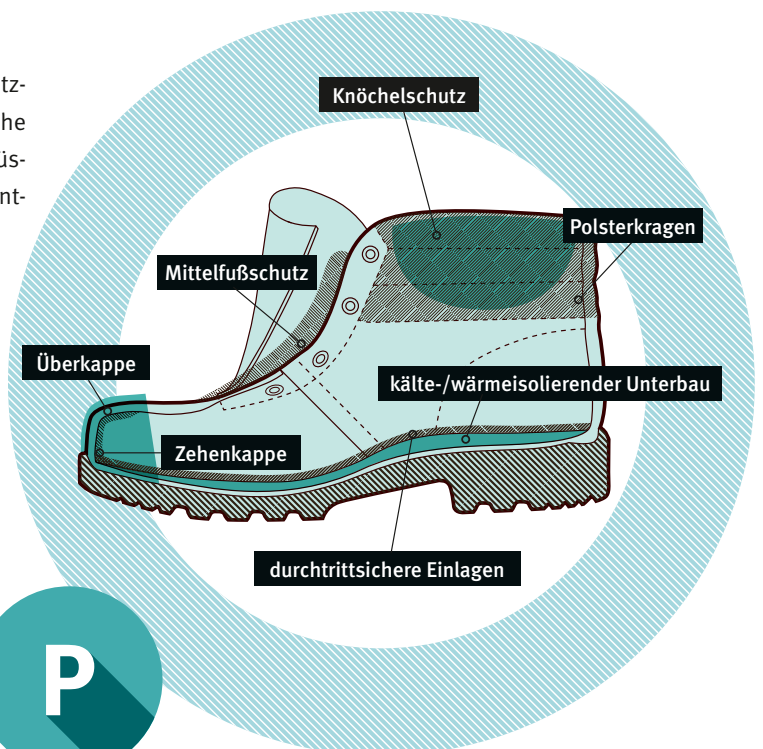 tz-
he
üs-
nt-
Knöchelschutz
Polsterkragen
Mittelfußschutz
Überkappe
kälte-/wärmeisolierender Unterbau
Zehenkappe
durchtrittsichere Einlagen
P